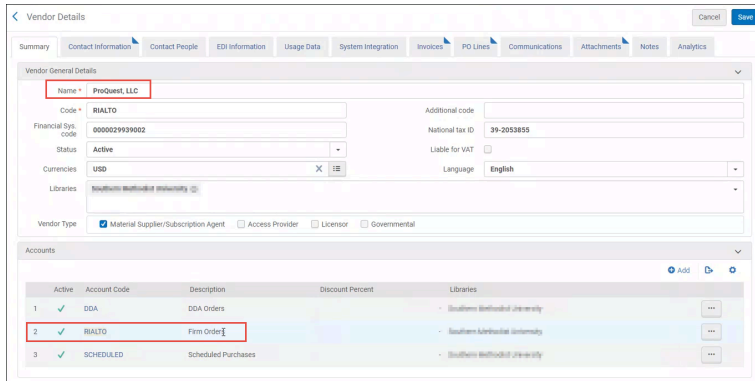 Vendor Details
Cancel Save
Summary Contact Information Contact People EDI Information Usage Data System Integration Invoices PO Lines Communications Attachments Notes Analytics
Vendor General Details
Name * ProQuest, LLC
Code * RIALTO Additional code
Financial Sys. code 0000029939002 National tax ID 39-2053855
Status Active Liable for VAT
Currencies USD Language English
Libraries
Vendor Type Material Supplier/Subscription Agent Access Provider Licensor Governmental
Accounts
Add
Active Account Code Description Discount Percent Libraries
1 DDA DDA Orders -
2 RIALTO Firm Orders -
3 SCHEDULED Scheduled Purchases -